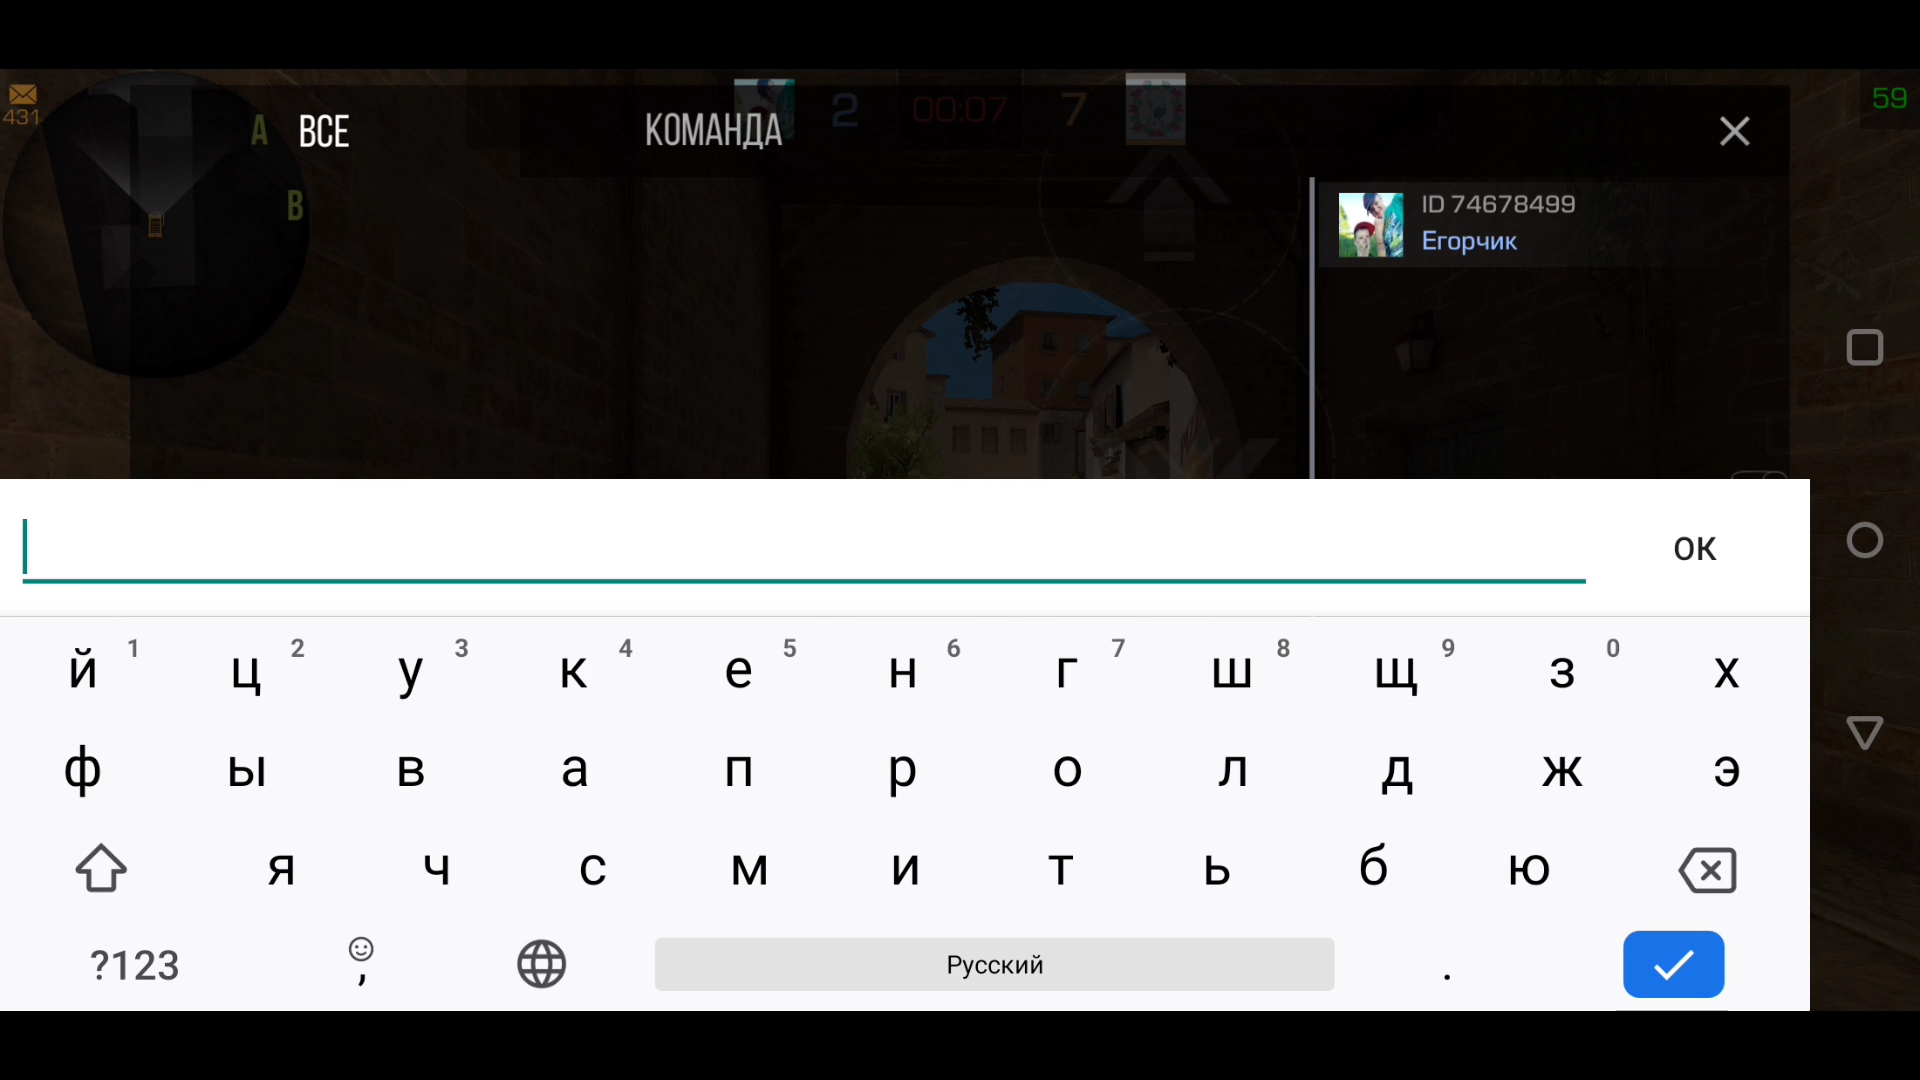 431
A ВСЕ КОМАНДА 2 00:07 7 59
B
ID 74678499
Егорчик
ОК
й 1 ц 2 у 3 к 4 е 5 н 6 г 7 ш 8 щ 9 з 0 х
ф ы в а п р о л д ж э
я ч с м и т ь б ю
?123 , Русский .